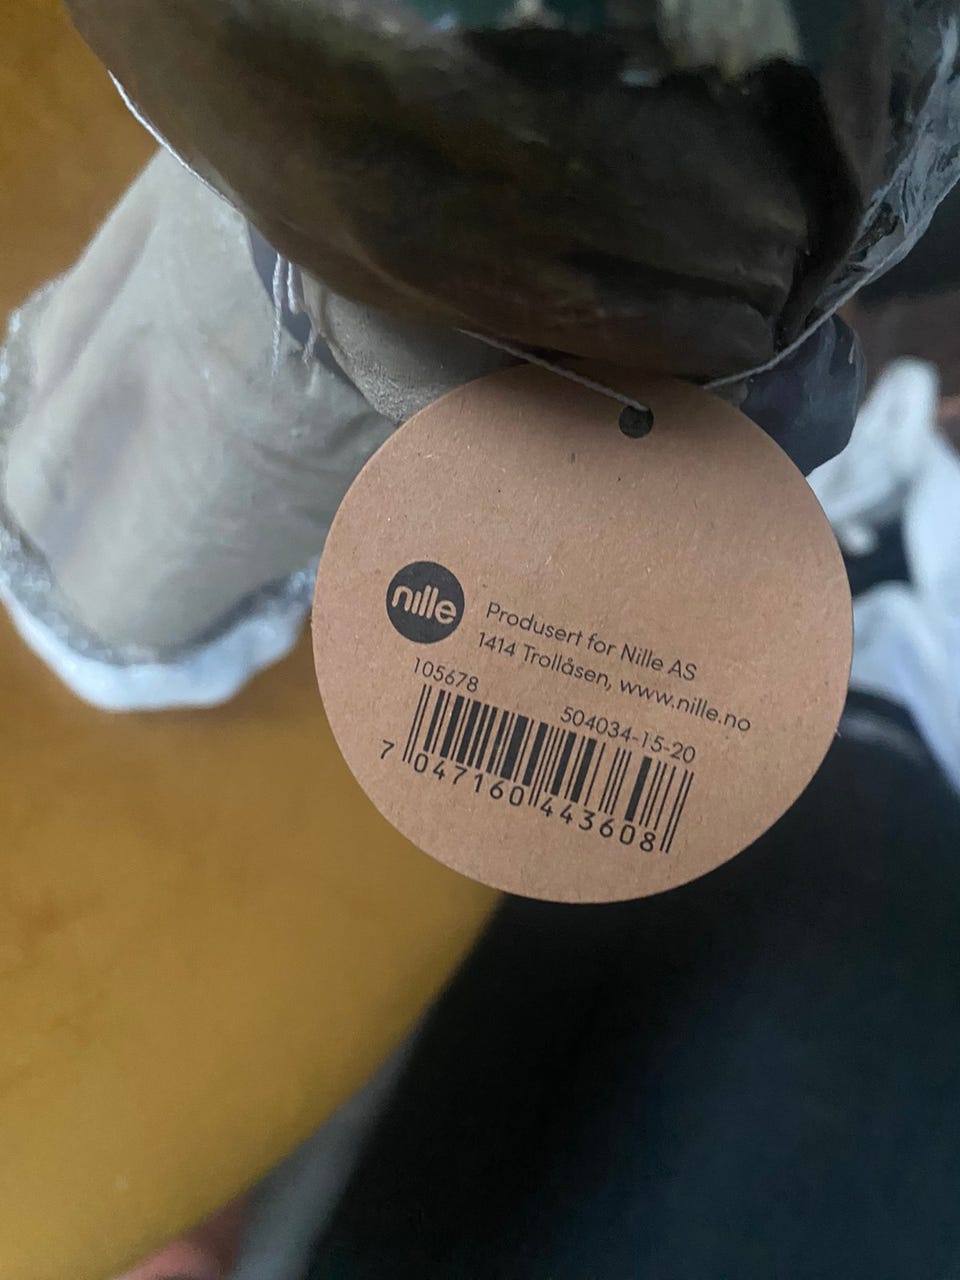 nille
Produsert for Nille AS
1414 Trollåsen, www.nille.no
105678
504034-15-20
7 047160 443608